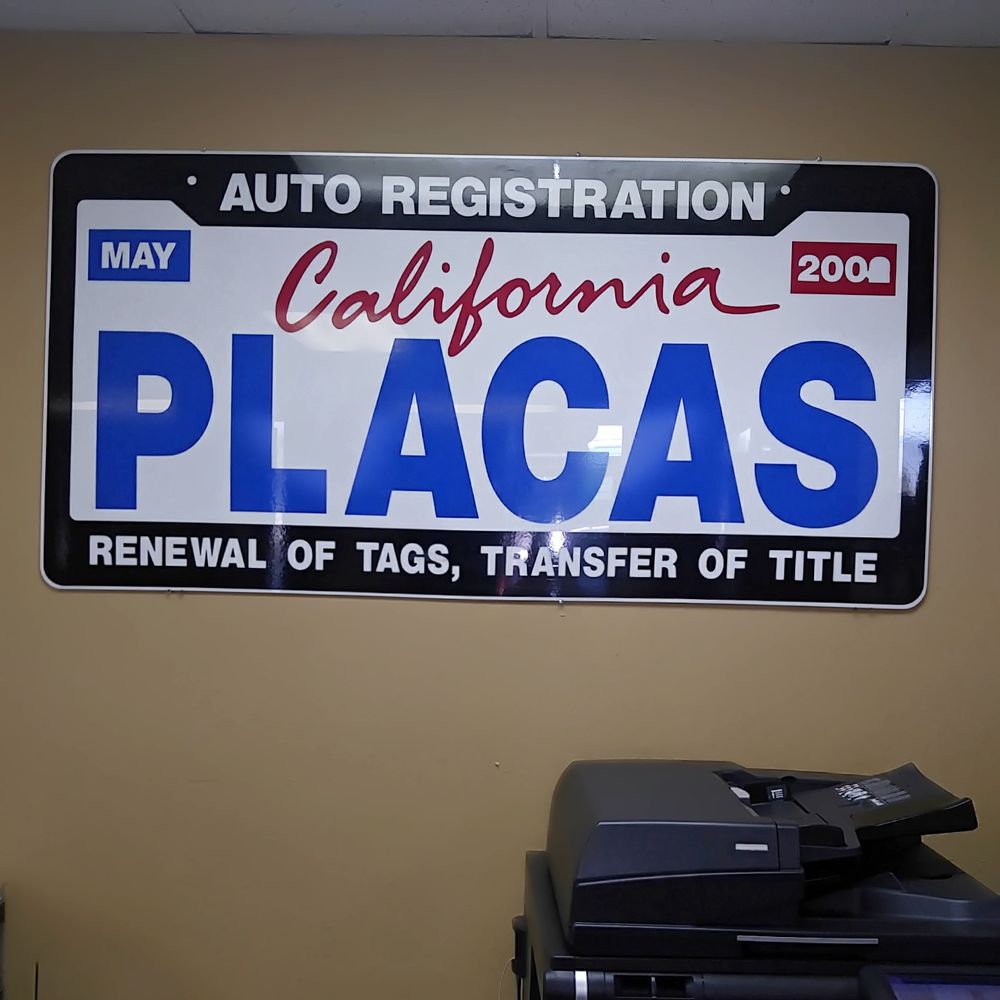 AUTO REGISTRATION
MAY
California
PLACAS
RENEWAL OF TAGS, TRANSFER OF TITLE